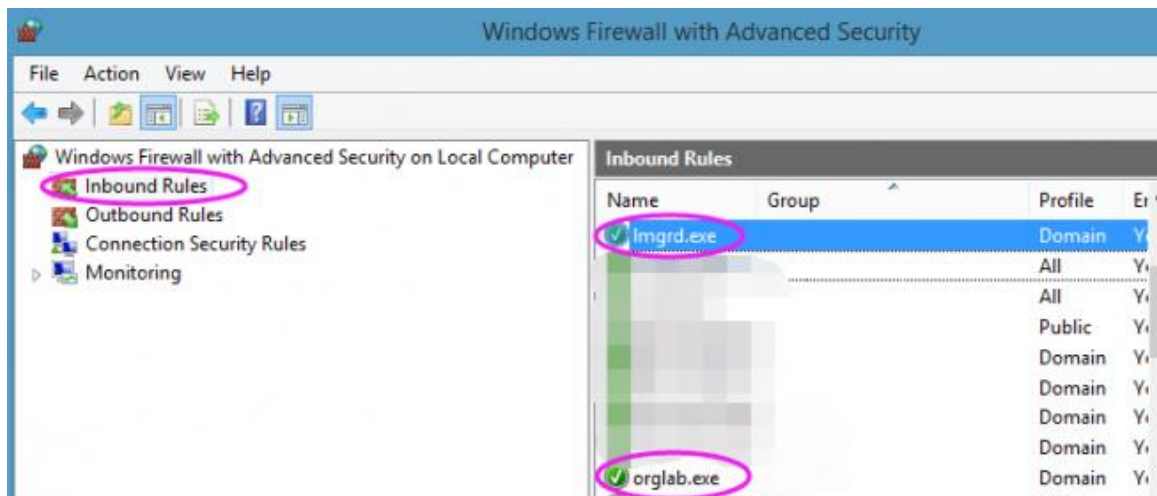 Windows Firewall with Advanced Security
File Action View Help
Windows Firewall with Advanced Security on Local Computer
Inbound Rules
Outbound Rules
Connection Security Rules
Monitoring
Inbound Rules
Name Group Profile
lmgrd.exe Domain
All
All
Public
Domain
Domain
Domain
Domain
orglab.exe Domain